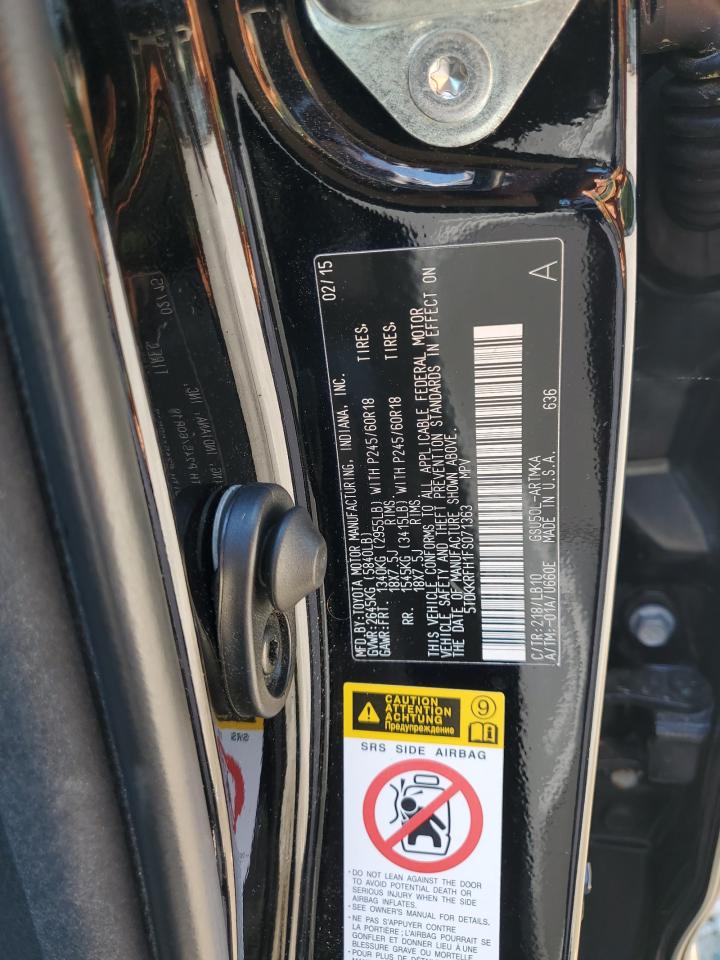 MFD.BY:TOYOTA MOTOR MANUFACTURING, INDIANA, INC. 02/15
GVWR:2645KG (5840LB)
GAWR:FRT. 1340KG (2955LB) WITH P245/60R18 TIRES,
18X7.5J RIMS,
RR. 1545KG (3415LB) WITH P245/60R18 TIRES,
18X7.5J RIMS,
THIS VEHICLE CONFORMS TO ALL APPLICABLE FEDERAL MOTOR
VEHICLE SAFETY AND THEFT PREVENTION STANDARDS IN EFFECT ON
THE DATE OF MANUFACTURE, SHOWN ABOVE.
5TDKKRFH1FS071363 MPV
C/TR:218/LB10 GSU50L-ARTMKA
A/TM:-01A/U660E MADE IN U.S.A. 636 A
CAUTION
ATTENTION
ACHTUNG
Предупреждение
9
SRS SIDE AIRBAG
• DO NOT LEAN AGAINST THE DOOR
TO AVOID POTENTIAL DEATH OR
SERIOUS INJURY WHEN THE SIDE
AIRBAG INFLATES.
• SEE OWNER'S MANUAL FOR DETAILS.
• NE PAS S'APPUYER CONTRE
LA PORTIÈRE; L'AIRBAG POURRAIT SE
GONFLER ET DONNER LIEU À UNE
BLESSURE GRAVE OU MORTELLE.